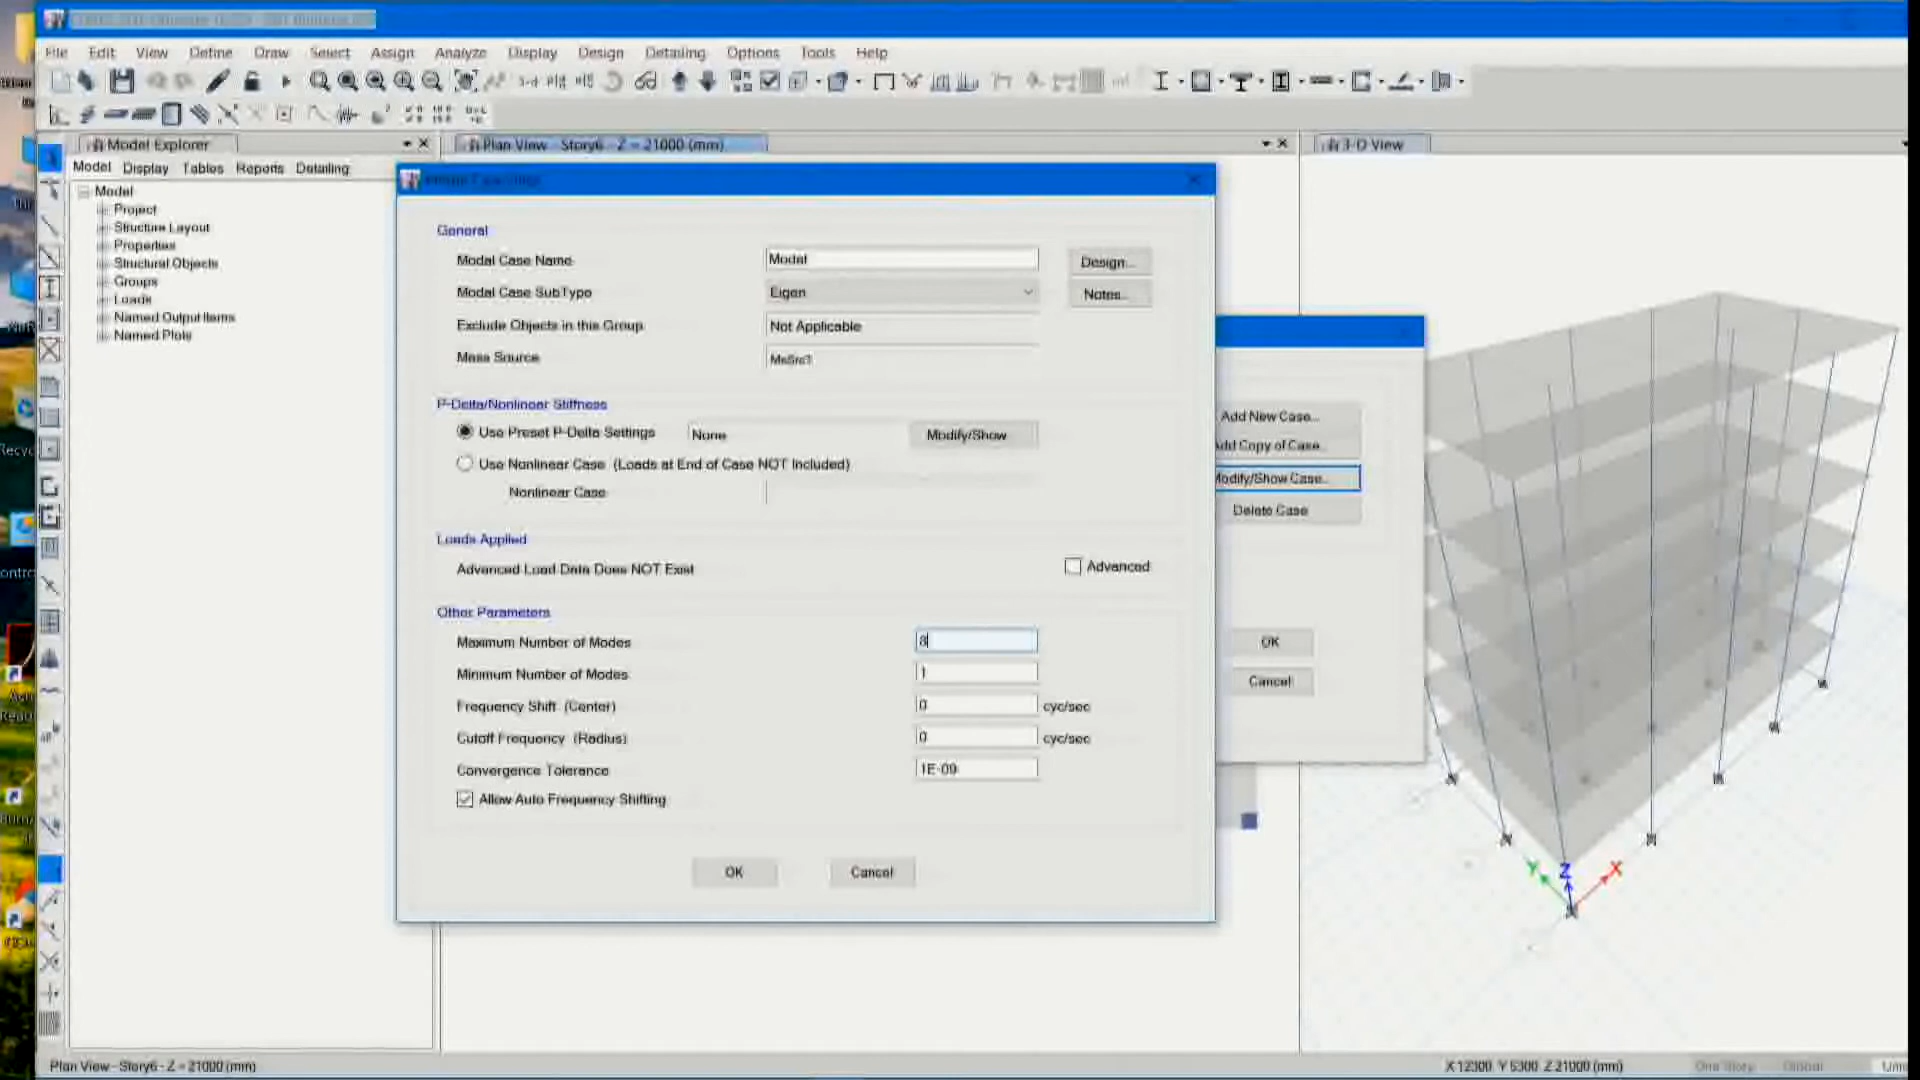 File Edit View Define Draw Select Assign Analyze Display Design Detailing Options Tools Help
Model Explorer
Plan View - Story6 - Z = 21000 (mm)
3-D View
Model Display Tables Reports Detailing
Model
Project
Structure Layout
Properties
Structural Objects
Groups
Loads
Named Output Items
Named Plots
General
Modal Case Name
Modal
Design...
Modal Case SubType
Eigen
Notes...
Exclude Objects in this Group
Not Applicable
Mass Source
MsSrc1
P-Delta/Nonlinear Stiffness
Use Preset P-Delta Settings
None
Modify/Show
Use Nonlinear Case (Loads at End of Case NOT Included)
Nonlinear Case
Loads Applied
Advanced Load Data Does NOT Exist
Advanced
Other Parameters
Maximum Number of Modes
8
Minimum Number of Modes
1
Frequency Shift (Center)
0
cyc/sec
Cutoff Frequency (Radius)
0
cyc/sec
Convergence Tolerance
1E-09
Allow Auto Frequency Shifting
OK
Cancel
Add New Case...
Add Copy of Case...
Modify/Show Case...
Delete Case
OK
Cancel
Y
Z
X
Plan View - Story6 - Z = 21000 (mm)
X 12300 Y 5300 Z 21000 (mm)
One Story
Global